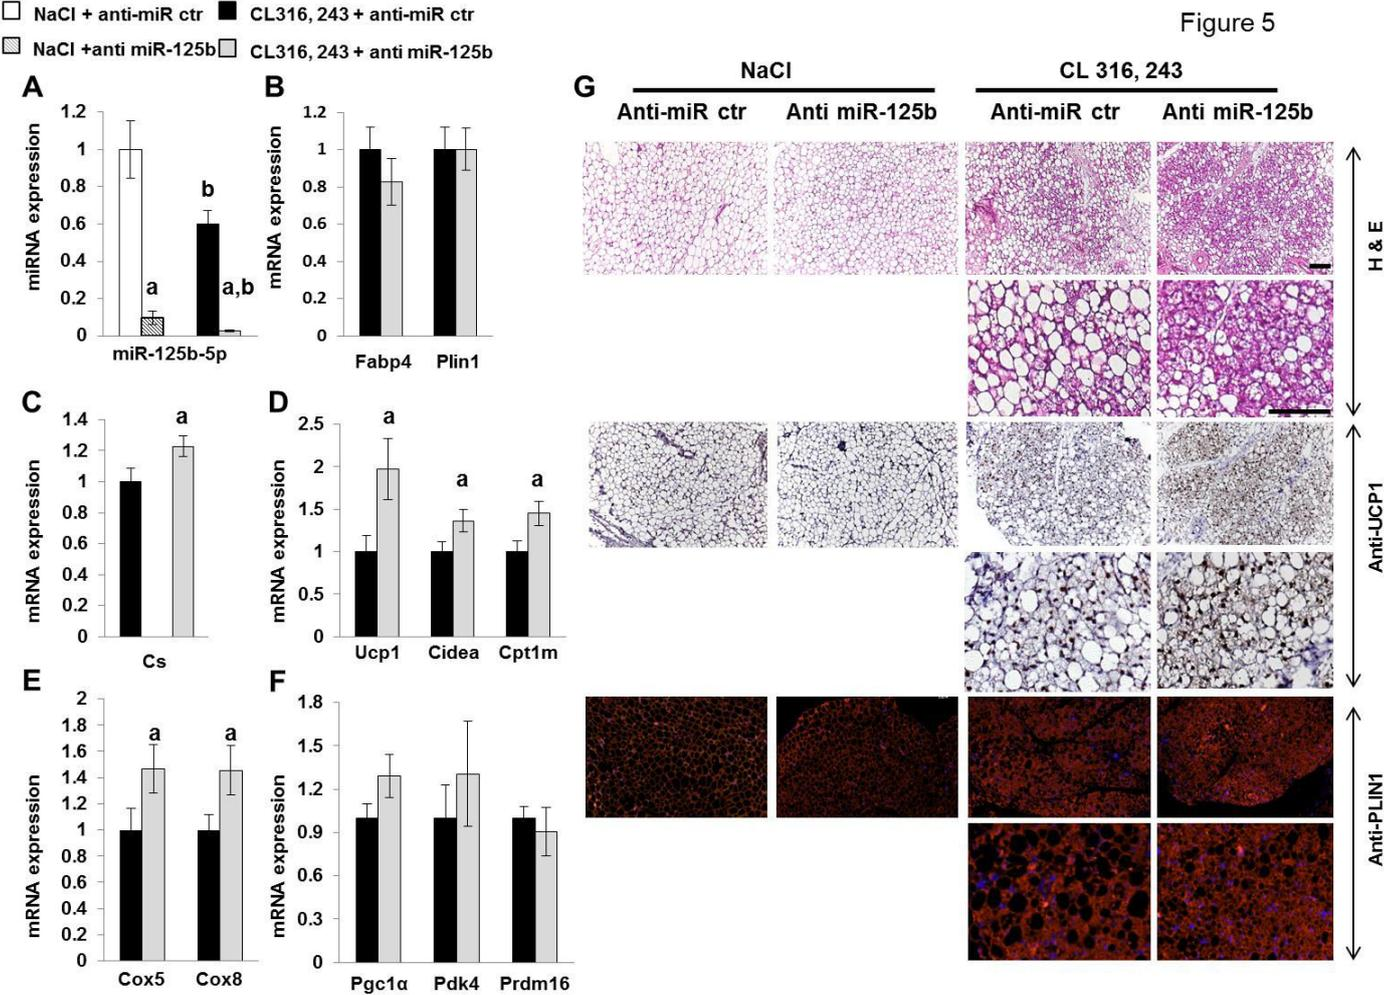 NaCl + anti-miR ctr
CL316, 243 + anti-miR ctr
NaCl +anti miR-125b
CL316, 243 + anti miR-125b
Figure 5
A
miRNA expression
1.2
1
0.8
0.6
0.4
0.2
0
a
b
a,b
miR-125b-5p
B
mRNA expression
1.2
1
0.8
0.6
0.4
0.2
0
Fabp4 Plin1
C
mRNA expression
1.4
1.2
1
0.8
0.6
0.4
0.2
0
a
Cs
D
mRNA expression
2.5
2
1.5
1
0.5
0
a
a
a
Ucp1 Cidea Cpt1m
E
mRNA expression
2
1.8
1.6
1.4
1.2
1
0.8
0.6
0.4
0.2
0
a
a
Cox5 Cox8
F
mRNA expression
1.8
1.5
1.2
0.9
0.6
0.3
0
Pgc1α Pdk4 Prdm16
G
NaCl
CL 316, 243
Anti-miR ctr Anti miR-125b Anti-miR ctr Anti miR-125b
H & E
Anti-UCP1
Anti-PLIN1